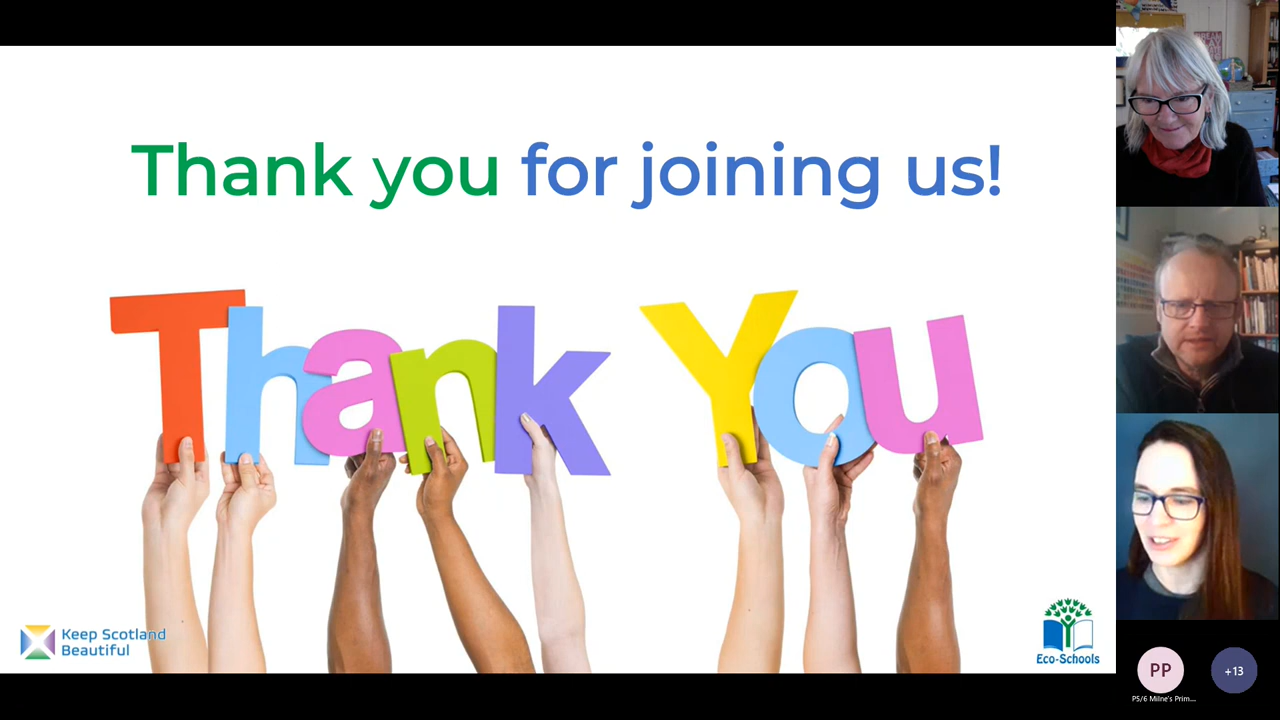 Thank you for joining us!
Thank You
Keep Scotland
Beautiful
Eco-Schools
PP
+13
P5/6 Milne's Prim...